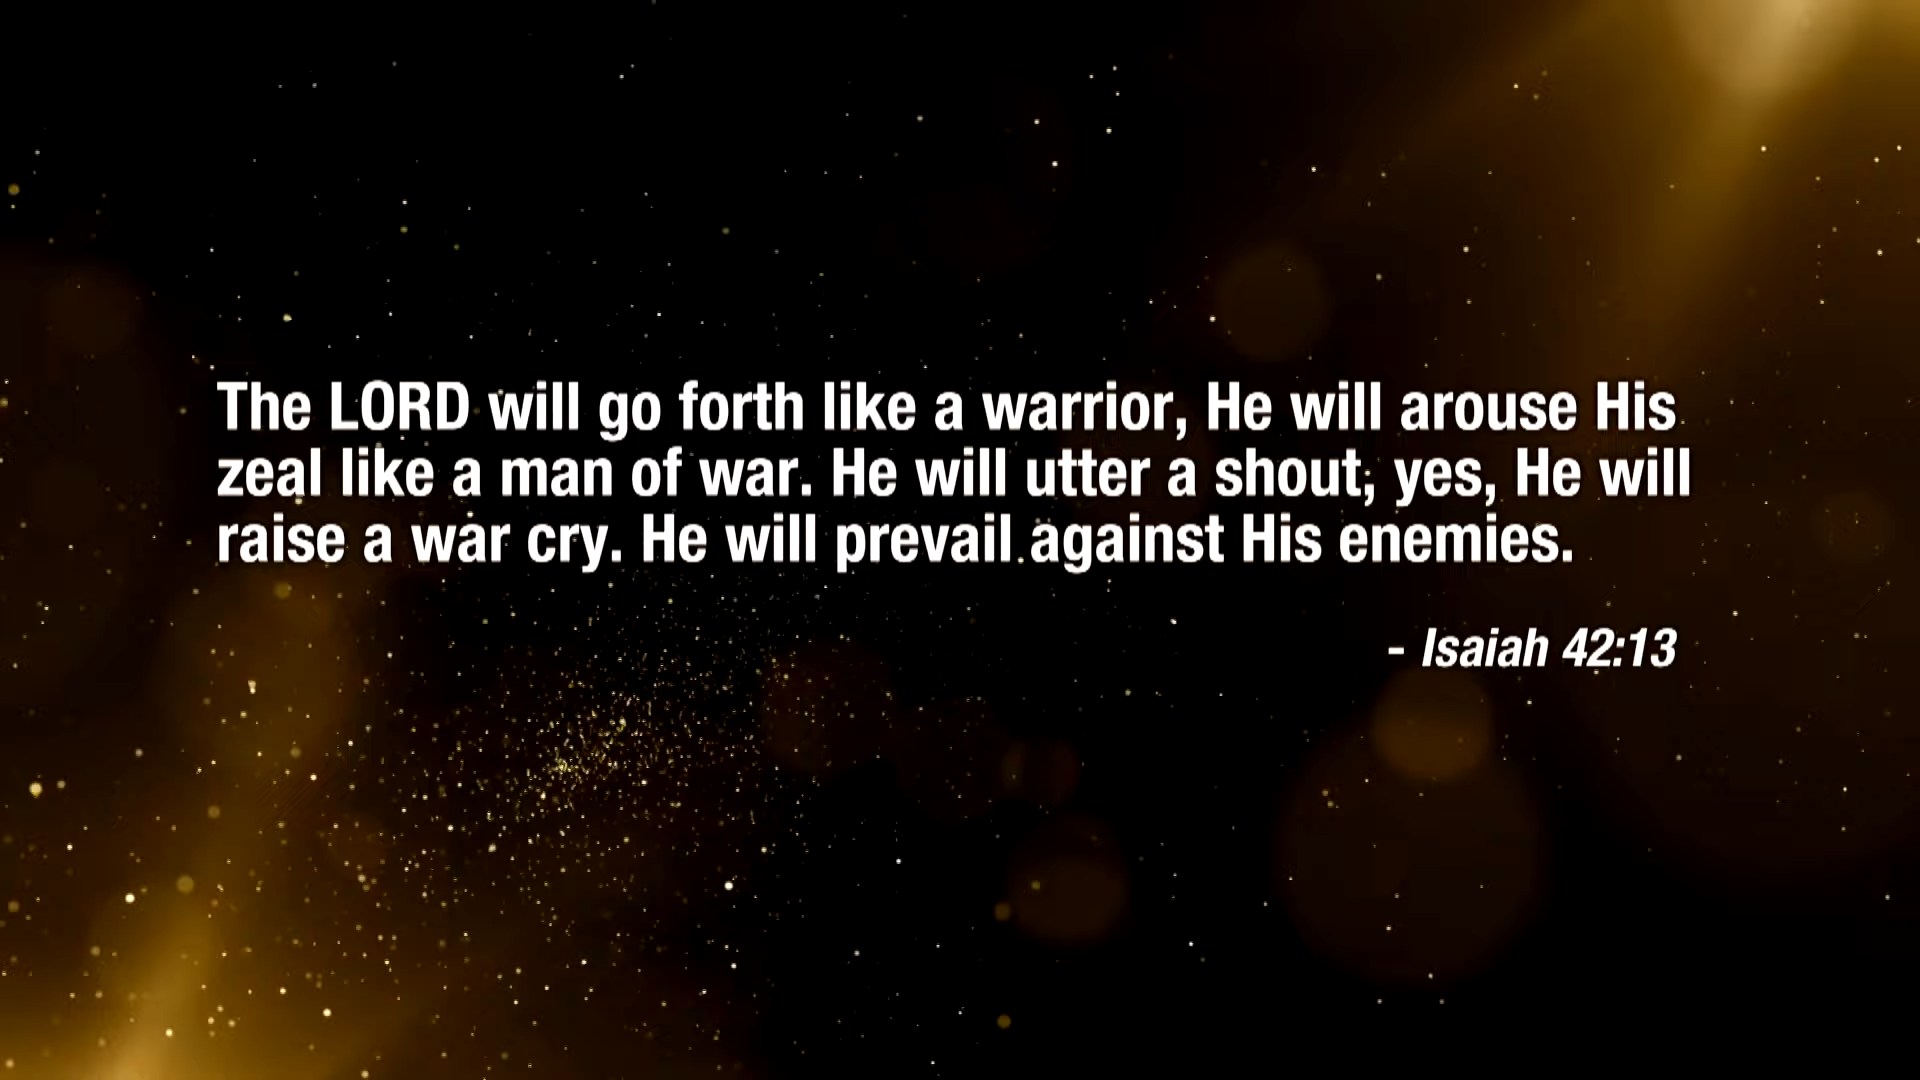 The LORD will go forth like a warrior, He will arouse His
zeal like a man of war. He will utter a shout; yes, He will
raise a war cry. He will prevail against His enemies.
- Isaiah 42:13